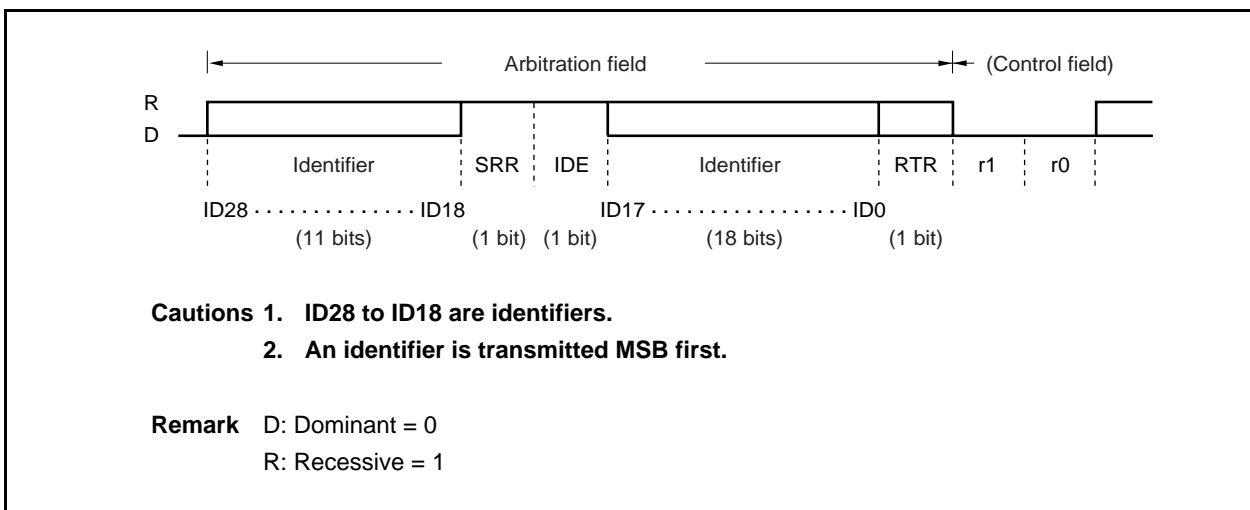 Arbitration field (Control field)
R
D
Identifier SRR IDE Identifier RTR r1 r0
ID28 · · · · · · · · · · · · · · ID18 ID17 · · · · · · · · · · · · · · · · · ID0
(11 bits) (1 bit) (1 bit) (18 bits) (1 bit)
Cautions 1. ID28 to ID18 are identifiers.
2. An identifier is transmitted MSB first.
Remark D: Dominant = 0
R: Recessive = 1